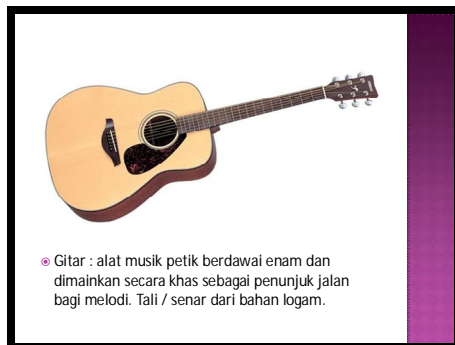 Gitar : alat musik petik berdawai enam dan
dimainkan secara khas sebagai penunjuk jalan
bagi melodi. Tali / senar dari bahan logam.